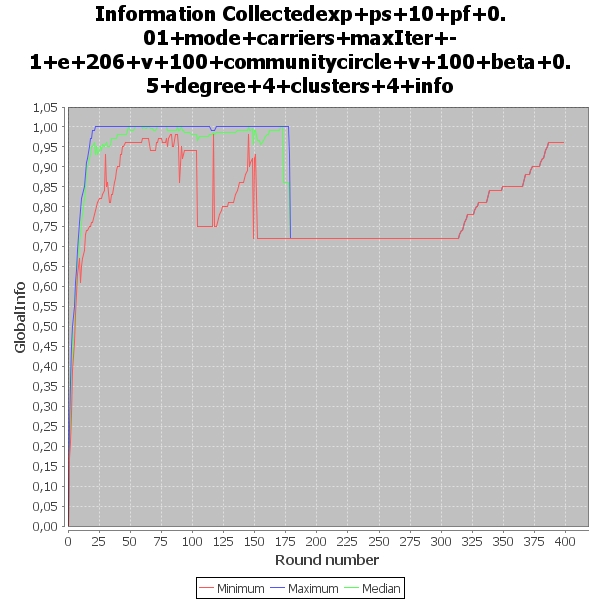 Information Collectedexp+ps+10+pf+0.
01+mode+carriers+maxIter+-
1+e+206+v+100+communitycircle+v+100+beta+0.
5+degree+4+clusters+4+info
1,05
1,00
0,95
0,90
0,85
0,80
0,75
0,70
0,65
0,60
0,55
0,50
0,45
0,40
0,35
0,30
0,25
0,20
0,15
0,10
0,05
0,00
GlobalInfo
0 25 50 75 100 125 150 175 200 225 250 275 300 325 350 375 400
Round number
Minimum Maximum Median